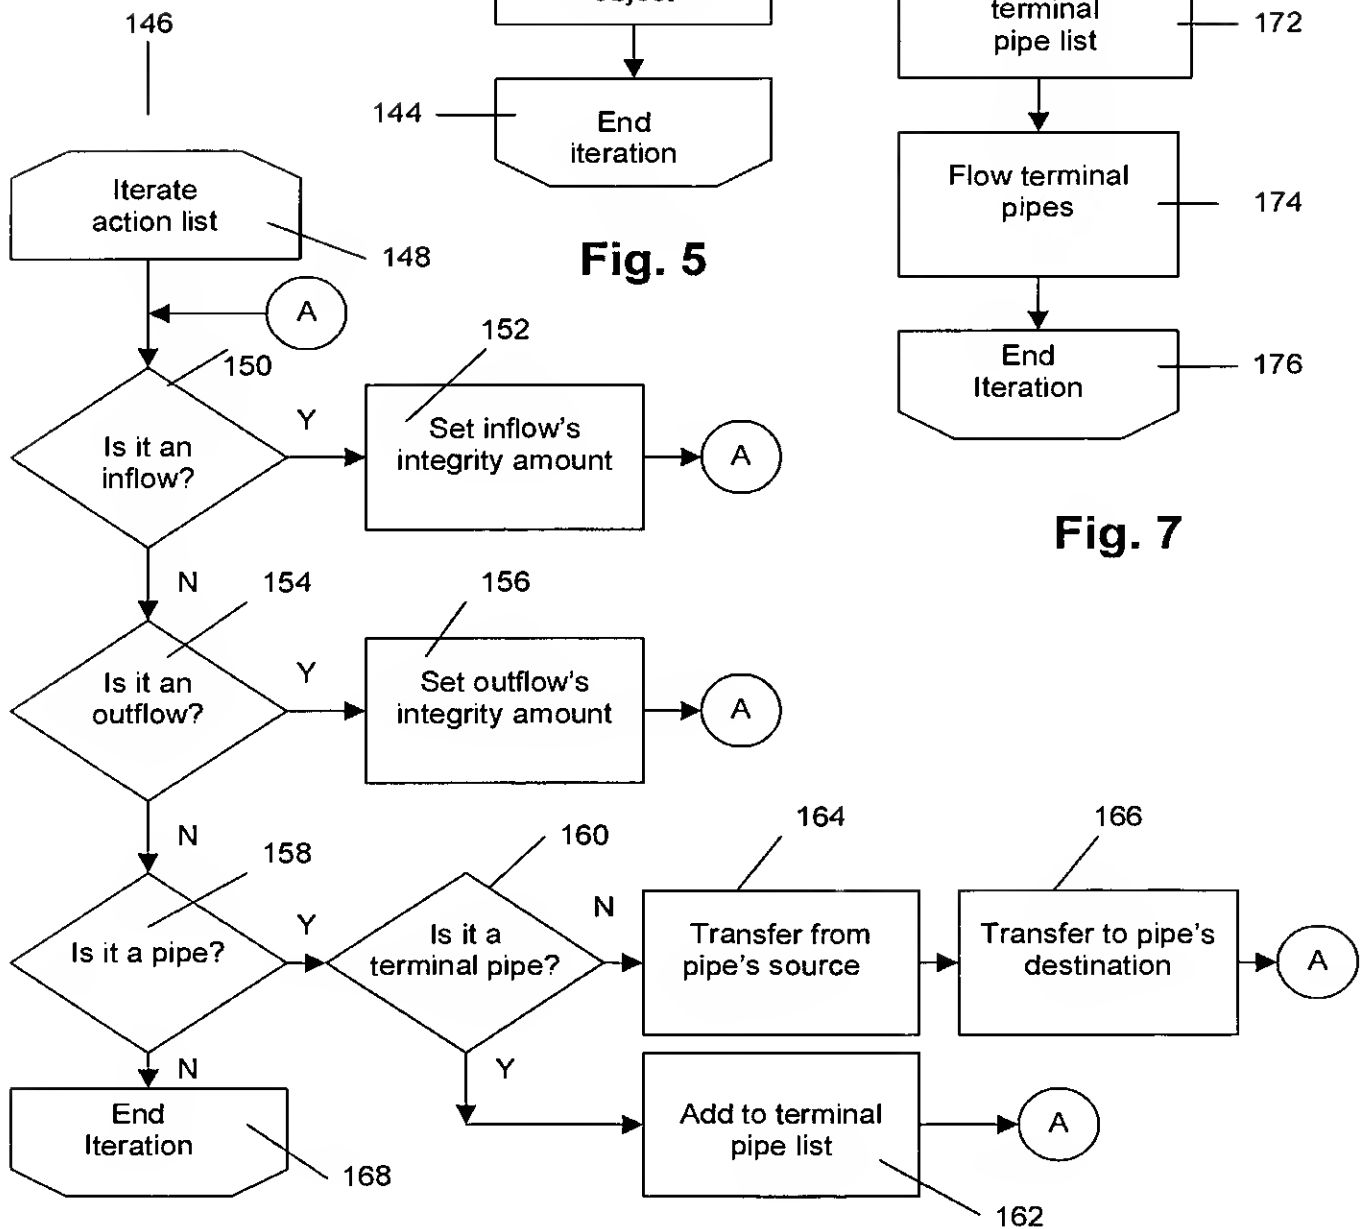 146
object
144
End
iteration
Fig. 5
terminal
pipe list
172
Flow terminal
pipes
174
End
Iteration
176
Fig. 7
Iterate
action list
148
A
150
Is it an
inflow?
Y
152
Set inflow's
integrity amount
A
N
154
Is it an
outflow?
Y
156
Set outflow's
integrity amount
A
N
158
Is it a pipe?
Y
160
Is it a
terminal pipe?
N
164
Transfer from
pipe's source
166
Transfer to pipe's
destination
A
Y
Add to terminal
pipe list
A
162
N
End
Iteration
168